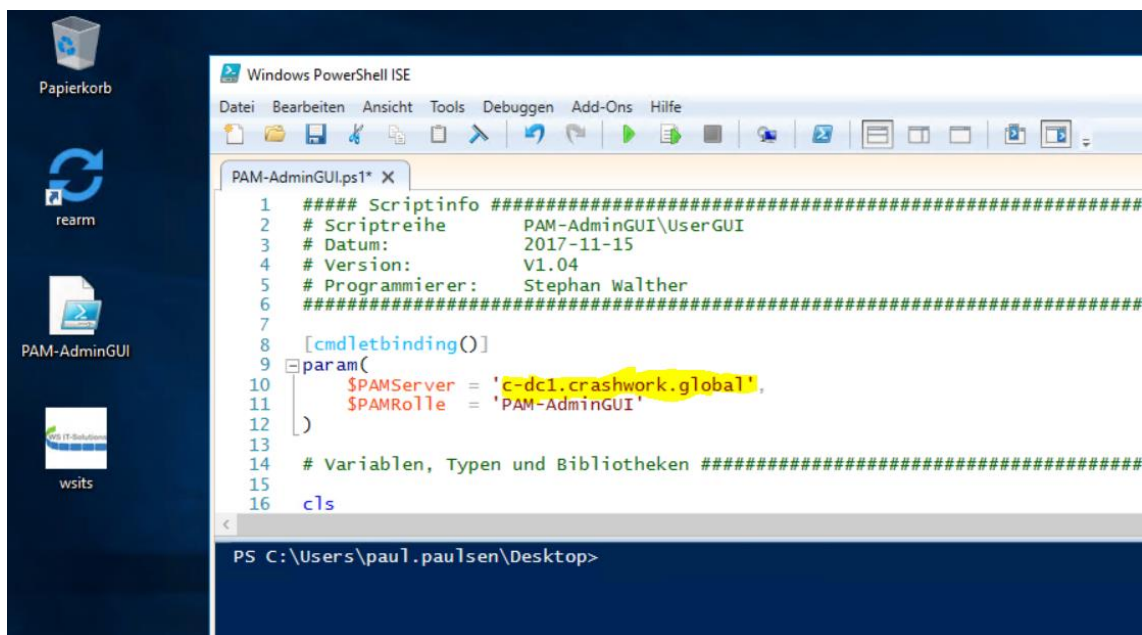 Papierkorb
rearm
PAM-AdminGUI
WS IT-Solutions
wsits
Windows PowerShell ISE
Datei Bearbeiten Ansicht Tools Debuggen Add-Ons Hilfe
PAM-AdminGUI.ps1* X
1 ##### Scriptinfo ###########################################################
2 # Scriptreihe PAM-AdminGUI\UserGUI
3 # Datum: 2017-11-15
4 # Version: V1.04
5 # Programmierer: Stephan Walther
6 ############################################################################
7
8 [cmdletbinding()]
9 param(
10 $PAMServer = 'c-dc1.crashwork.global',
11 $PAMRolle = 'PAM-AdminGUI'
12 )
13
14 # Variablen, Typen und Bibliotheken ########################################
15
16 cls
PS C:\Users\paul.paulsen\Desktop>